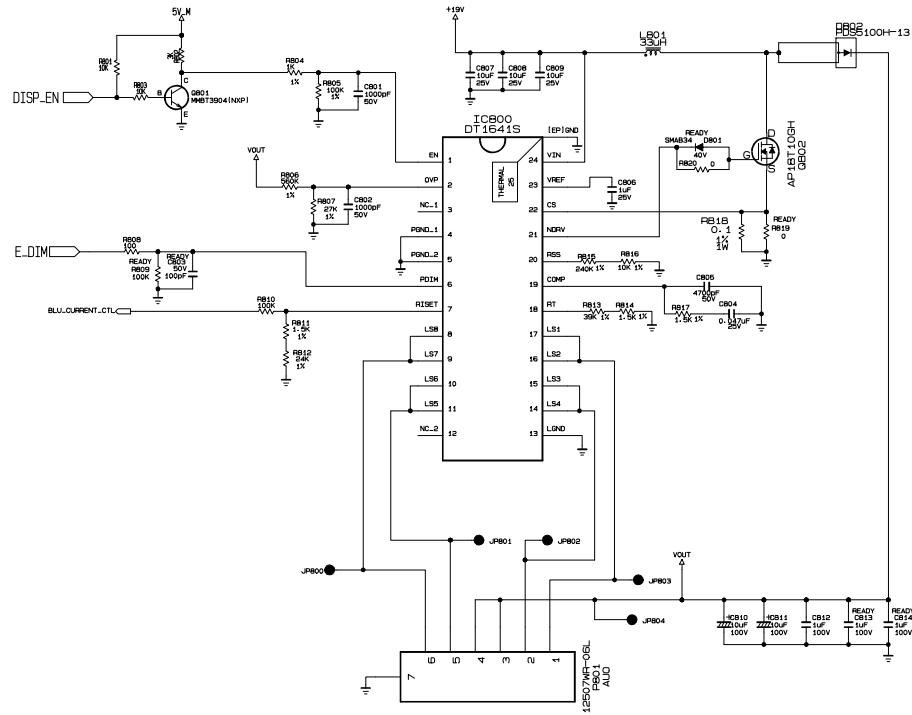 5V_M
R801
10K
DISP_EN
R803
10K
B
C
E
Q801
MMBT3904(NXP)
R804
1K
1%
R805
100K
1%
C801
1000pF
50V
VOUT
R806
560K
1%
R807
27K
1%
C802
1000pF
50V
E_DIM
R808
100
READY
R809
100K
READY
C803
50V
100pF
BLU_CURRENT_CTL
R810
100K
R811
1.5K
1%
R812
24K
1%
+19V
C807
10uF
25V
C808
10uF
25V
C809
10uF
25V
L801
33uH
D802
PDS5100H-13
IC800
DT1641S
[EP]GND
THERMAL
25
EN
1
OVP
2
NC_1
3
PGND_1
4
PGND_2
5
PDIM
6
RISET
7
LS8
8
LS7
9
LS6
10
LS5
11
NC_2
12
VIN
24
VREF
23
CS
22
NDRV
21
RSS
20
COMP
19
RT
18
LS1
17
LS2
16
LS3
15
LS4
14
LGND
13
C806
1uF
25V
READY
SMAB34 D801
40V
R820 0
D
G
S
AP18T10GH
Q802
R818
0.1
1%
1W
READY
R819
0
R815
240K 1%
R816
10K 1%
C805
4700pF
50V
R817
1.5K 1%
C804
0.047uF
25V
R813
39K 1%
R814
1.5K 1%
JP800
JP801
JP802
JP803
JP804
VOUT
C810
10uF
100V
C811
10uF
100V
C812
1uF
100V
READY
C813
1uF
100V
READY
C814
1uF
100V
7
6
5
4
3
2
1
12507WR-06L
P801
AUO